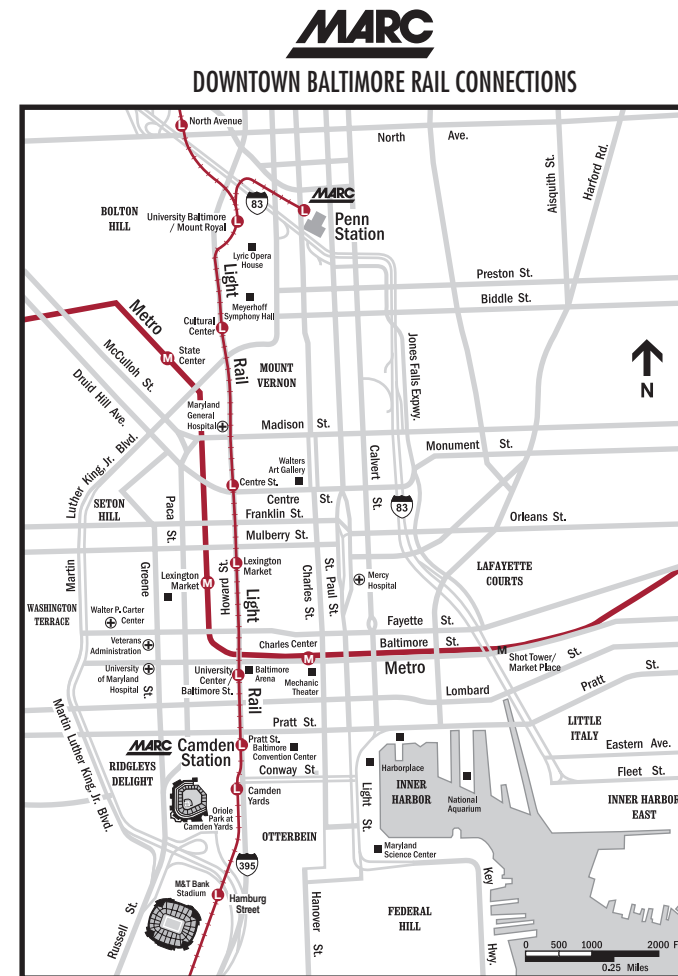 MARC
DOWNTOWN BALTIMORE RAIL CONNECTIONS
North Avenue
North Ave.
Aisquith St.
Harford Rd.
BOLTON
HILL
University Baltimore
/ Mount Royal
83
MARC
Penn
Station
Lyric Opera
House
Light
Preston St.
Meyerhoff
Symphony Hall
Biddle St.
Metro
Cultural
Center
Jones Falls Expwy.
State
Center
McCulloh St.
Rail
MOUNT
VERNON
N
Druid Hill Ave.
Maryland
General
Hospital
Madison St.
Calvert St.
Monument St.
Luther King, Jr. Blvd.
Walters
Art Gallery
Centre St.
Centre St.
SETON
HILL
Paca St.
Franklin St.
83
Orleans St.
Mulberry St.
Martin
Greene St.
Lexington
Market
Lexington
Market
Howard St.
Light
Charles St.
St. Paul St.
Mercy
Hospital
LAFAYETTE
COURTS
WASHINGTON
TERRACE
Walter P. Carter
Center
Fayette St.
Veterans
Administration
Charles Center
Baltimore St.
Shot Tower/
Market Place
University
of Maryland
Hospital
University
Center/
Baltimore St.
Baltimore
Arena
Mechanic
Theater
Metro
Lombard St.
Pratt St.
Rail
Martin Luther King, Jr. Blvd.
Pratt St.
LITTLE
ITALY
MARC
Camden
Station
Pratt St.
Baltimore
Convention Center
Harborplace
Eastern Ave.
RIDGLEYS
DELIGHT
Conway St.
Fleet St.
Camden
Yards
Light St.
INNER
HARBOR
National
Aquarium
INNER HARBOR
EAST
Oriole
Park at
Camden Yards
OTTERBEIN
Maryland
Science Center
395
Key Hwy.
M&T Bank
Stadium
Hamburg
Street
Russell St.
Hanover St.
FEDERAL
HILL
0 500 1000 2000 F
0.25 Miles